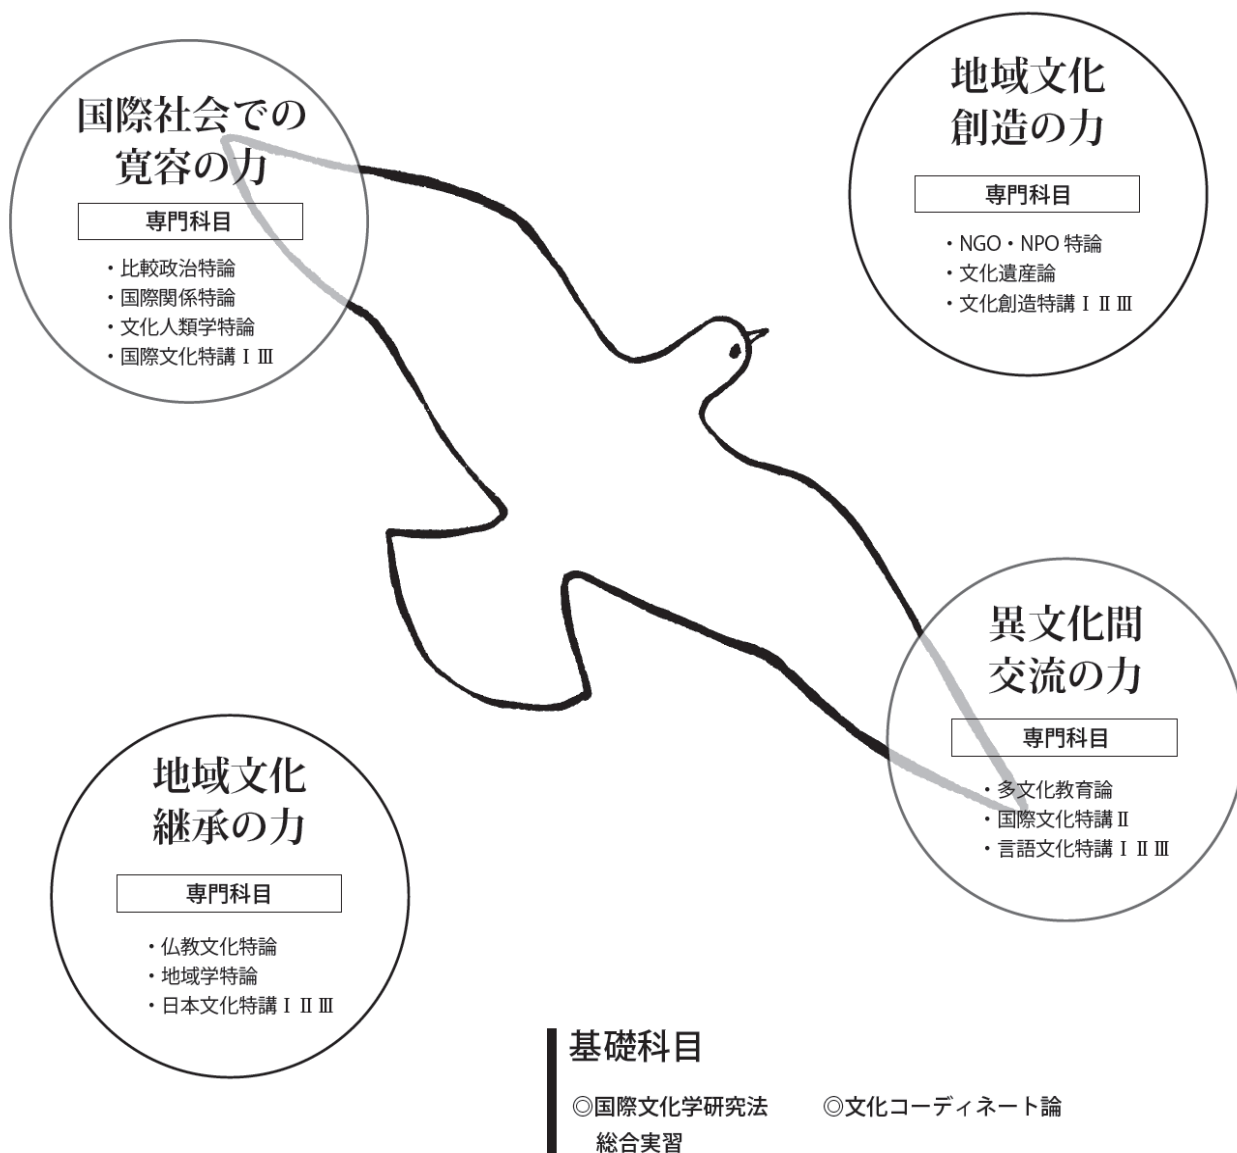 国際社会での
寛容の力
専門科目
・比較政治特論
・国際関係特論
・文化人類学特論
・国際文化特講 Ⅰ Ⅲ
地域文化
創造の力
専門科目
・NGO・NPO 特論
・文化遺産論
・文化創造特講 Ⅰ Ⅱ Ⅲ
異文化間
交流の力
専門科目
・多文化教育論
・国際文化特講 Ⅱ
・言語文化特講 Ⅰ Ⅱ Ⅲ
地域文化
継承の力
専門科目
・仏教文化特論
・地域学特論
・日本文化特講 Ⅰ Ⅱ Ⅲ
基礎科目
◎国際文化学研究法 ◎文化コーディネート論
総合実習